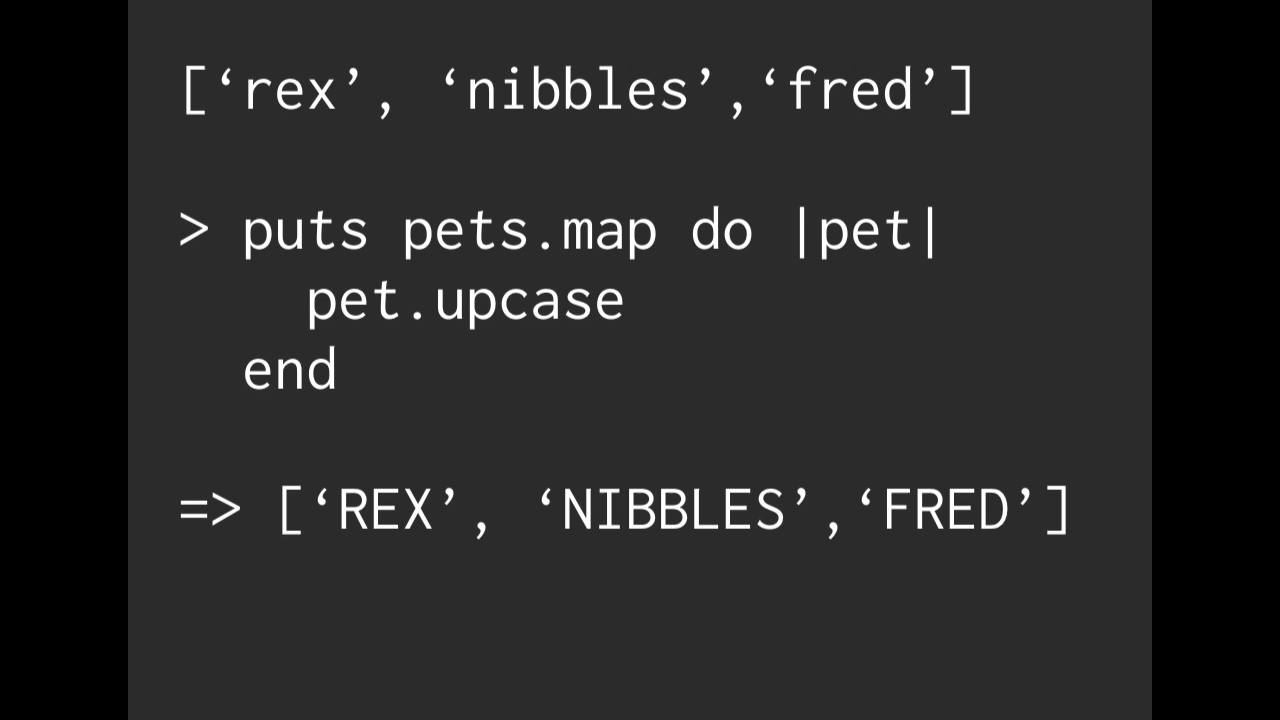 [‘rex’, ‘nibbles’,‘fred’]
> puts pets.map do |pet|
pet.upcase
end
=> [‘REX’, ‘NIBBLES’,‘FRED’]